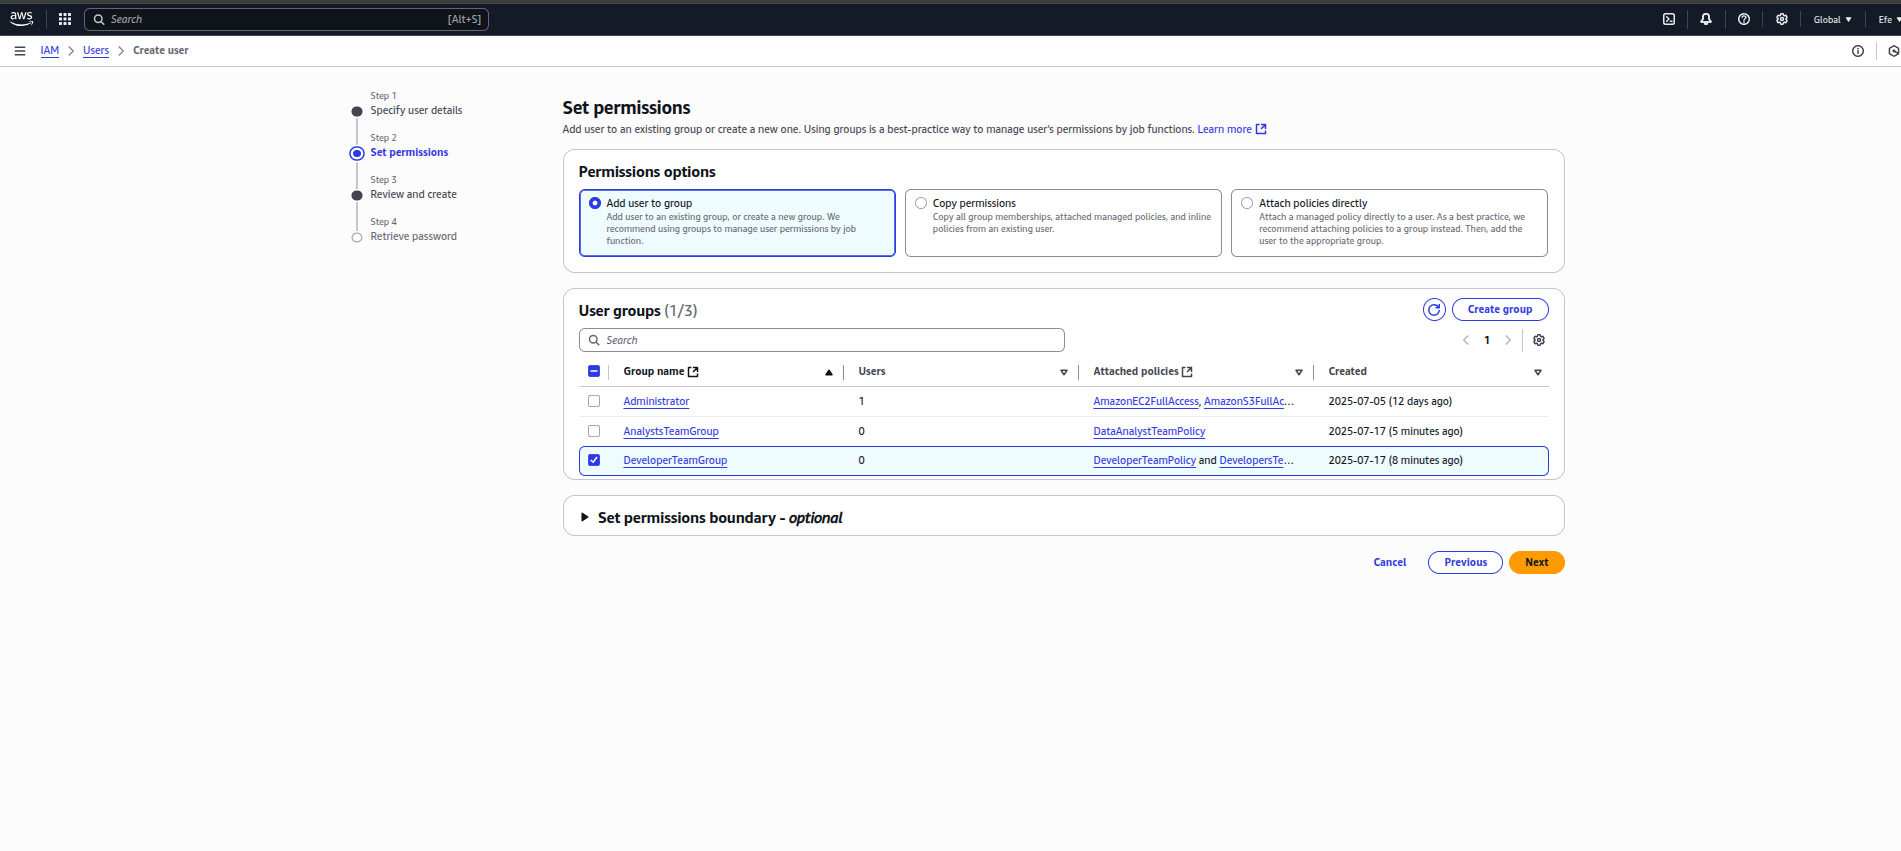 aws
Search [Alt+S]
Global
Efe
IAM Users Create user
Step 1
Specify user details
Step 2
Set permissions
Step 3
Review and create
Step 4
Retrieve password
Set permissions
Add user to an existing group or create a new one. Using groups is a best-practice way to manage user's permissions by job functions. Learn more
Permissions options
Add user to group
Add user to an existing group, or create a new group. We
recommend using groups to manage user permissions by job
function.
Copy permissions
Copy all group memberships, attached managed policies, and inline
policies from an existing user.
Attach policies directly
Attach a managed policy directly to a user. As a best practice, we
recommend attaching policies to a group instead. Then, add the
user to the appropriate group.
User groups (1/3)
Create group
Search
1
Group name Users Attached policies Created
Administrator 1 AmazonEC2FullAccess, AmazonS3FullAc... 2025-07-05 (12 days ago)
AnalystsTeamGroup 0 DataAnalystTeamPolicy 2025-07-17 (5 minutes ago)
DeveloperTeamGroup 0 DeveloperTeamPolicy and DevelopersTe... 2025-07-17 (8 minutes ago)
Set permissions boundary - optional
Cancel Previous Next